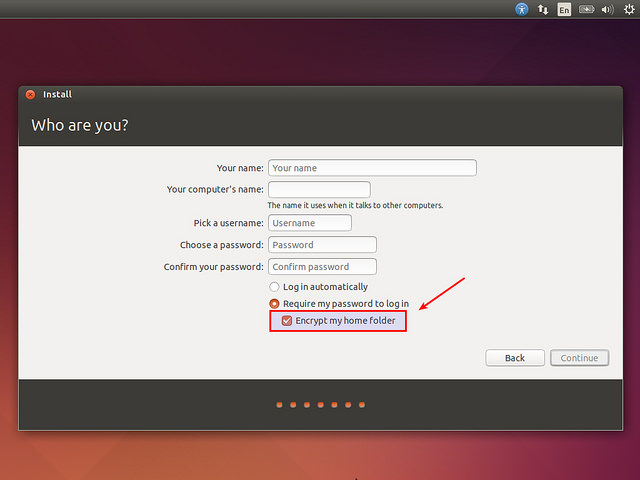 En
Install
Who are you?
Your name: Your name
Your computer's name:
The name it uses when it talks to other computers.
Pick a username: Username
Choose a password: Password
Confirm your password: Confirm password
Log in automatically
Require my password to log in
Encrypt my home folder
Back Continue